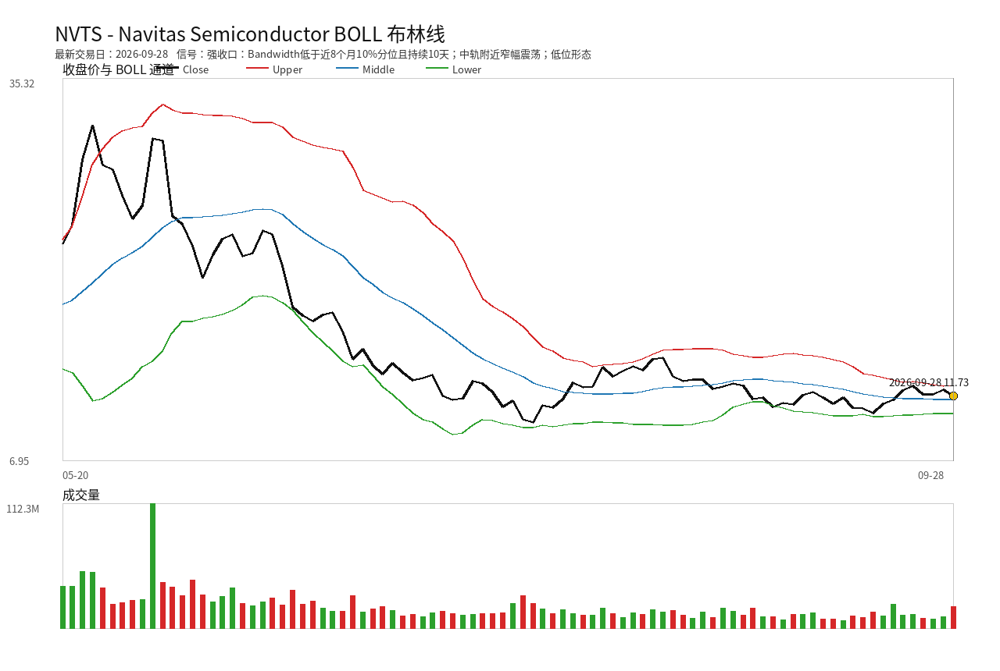 NVTS - Navitas Semiconductor BOLL 布林线
最新交易日：2026-09-28 信号：强收口：Bandwidth低于近8个月10%分位且持续10天；中轨附近窄幅震荡；低位形态
收盘价与 BOLL 通道 Close Upper Middle Lower
35.32
2026-09-28 11.73
6.95
05-20 09-28
成交量
112.3M